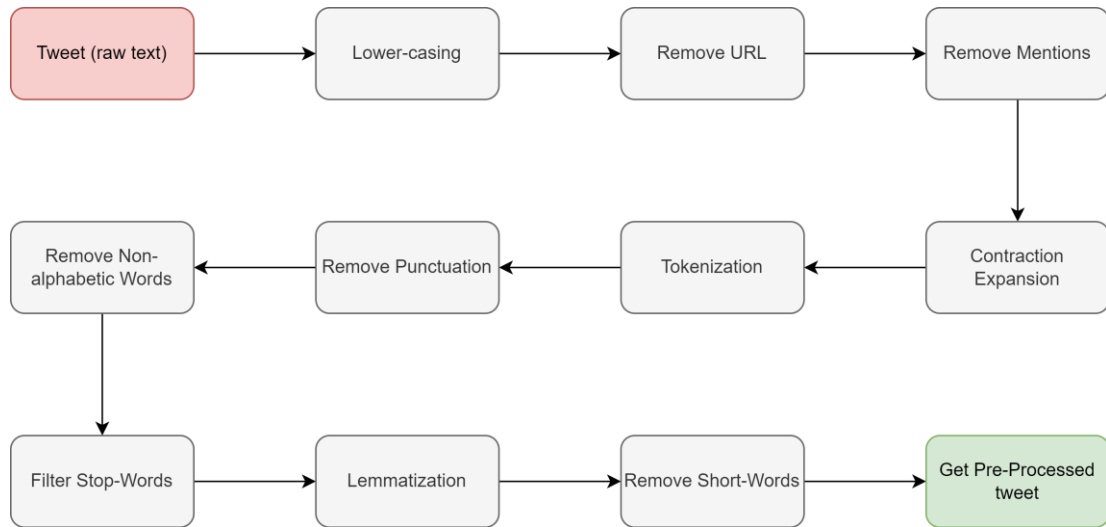 Tweet (raw text)
Lower-casing
Remove URL
Remove Mentions
Contraction
Expansion
Tokenization
Remove Punctuation
Remove Non-
alphabetic Words
Filter Stop-Words
Lemmatization
Remove Short-Words
Get Pre-Processed
tweet